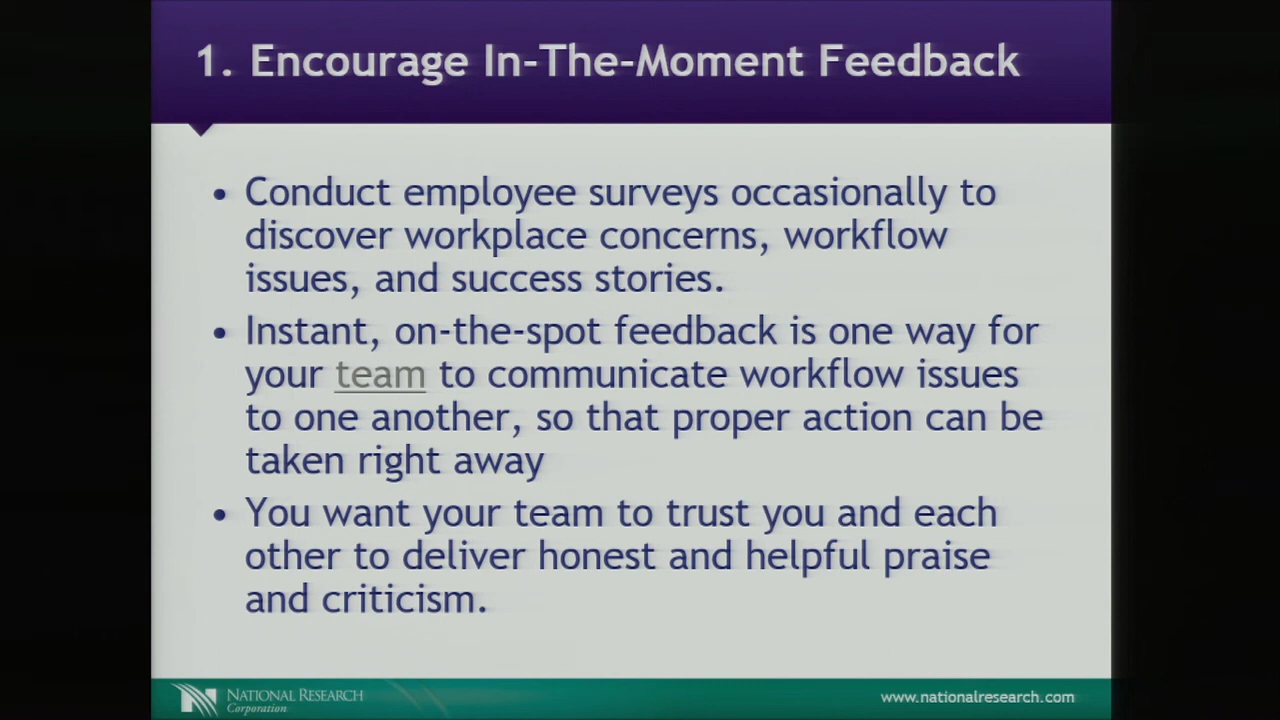 1. Encourage In-The-Moment Feedback
• Conduct employee surveys occasionally to
discover workplace concerns, workflow
issues, and success stories.
• Instant, on-the-spot feedback is one way for
your team to communicate workflow issues
to one another, so that proper action can be
taken right away
• You want your team to trust you and each
other to deliver honest and helpful praise
and criticism.
NATIONAL RESEARCH
Corporation
www.nationalresearch.com